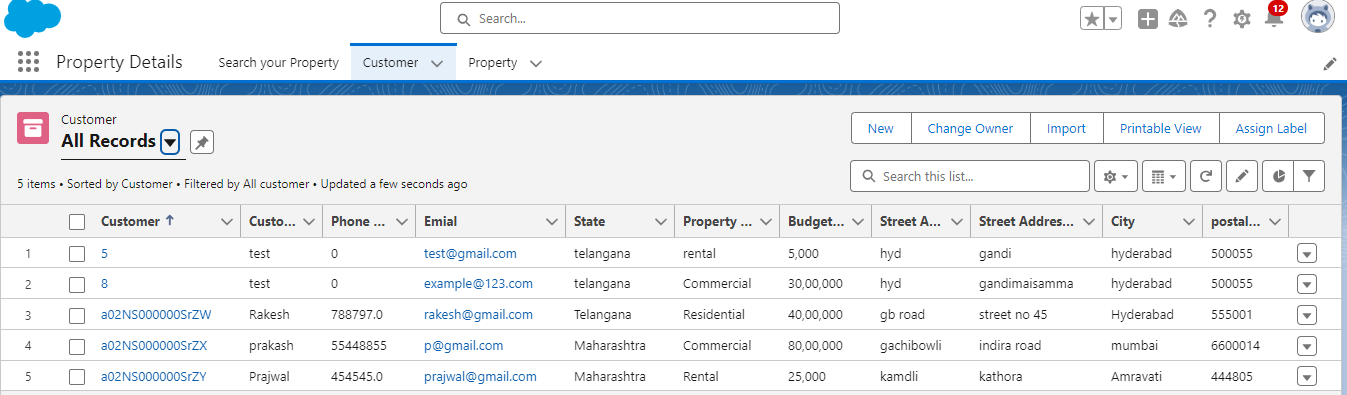 Search...
12
Property Details Search your Property Customer Property
Customer
All Records
New Change Owner Import Printable View Assign Label
5 items • Sorted by Customer • Filtered by All customer • Updated a few seconds ago
Search this list...
Customer ↑ Custo... Phone ... Emial State Property ... Budget... Street A... Street Addres... City postal...
1 5 test 0 test@gmail.com telangana rental 5,000 hyd gandi hyderabad 500055
2 8 test 0 example@123.com telangana Commercial 30,00,000 hyd gandimaisamma hyderabad 500055
3 a02NS000000SrZW Rakesh 788797.0 rakesh@gmail.com Telangana Residential 40,00,000 gb road street no 45 Hyderabad 555001
4 a02NS000000SrZX prakash 55448855 p@gmail.com Maharashtra Commercial 80,00,000 gachibowli indira road mumbai 6600014
5 a02NS000000SrZY Prajwal 454545.0 prajwal@gmail.com Maharashtra Rental 25,000 kamdli kathora Amravati 444805